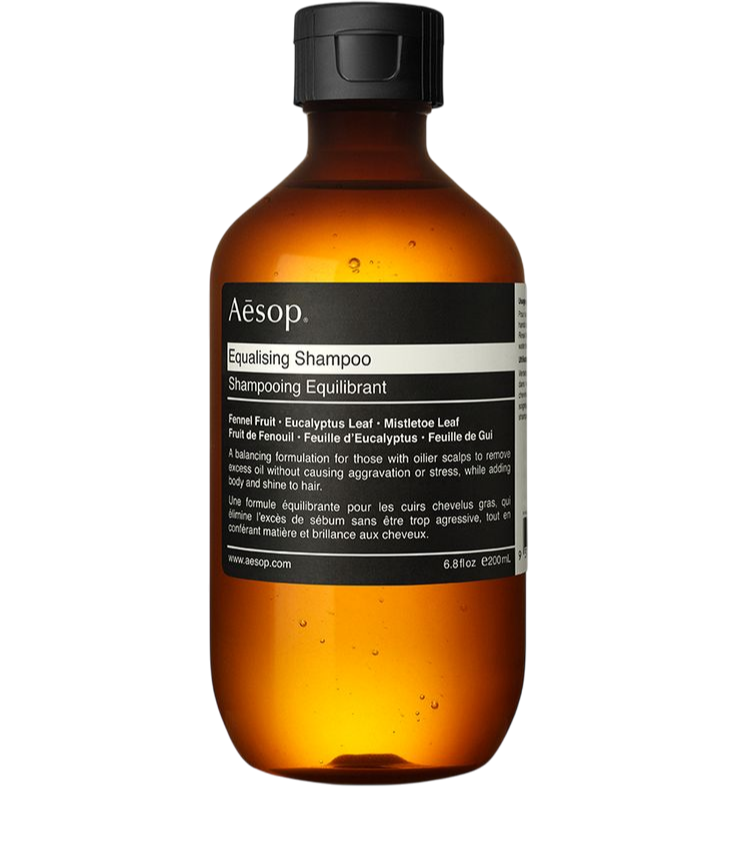 Aēsop.
Equalising Shampoo
Shampooing Equilibrant
Fennel Fruit · Eucalyptus Leaf · Mistletoe Leaf
Fruit de Fenouil · Feuille d'Eucalyptus · Feuille de Gui
A balancing formulation for those with oilier scalps to remove
excess oil without causing aggravation or stress, while adding
body and shine to hair.
Une formule équilibrante pour les cuirs chevelus gras, qui
élimine l'excès de sébum sans être trop agressive, tout en
conférant matière et brillance aux cheveux.
www.aesop.com 6.8 fl oz ℮200 mL